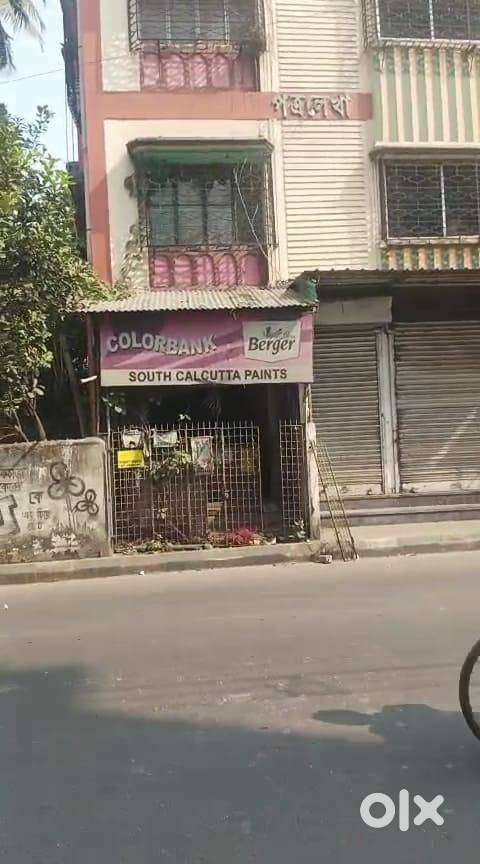 পত্রলেখা
COLORBANK
Berger
SOUTH CALCUTTA PAINTS
olx